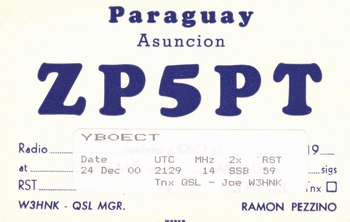 Paraguay
Asuncion
ZP5PT
YBOECT
Radio 19
Date UTC MHz 2x RST
at 24 Dec 00 2129 14 SSB 59 sigs
RST Tnx QSL - Joe W3HNK Tnx
W3HNK - QSL MGR. RAMON PEZZINO